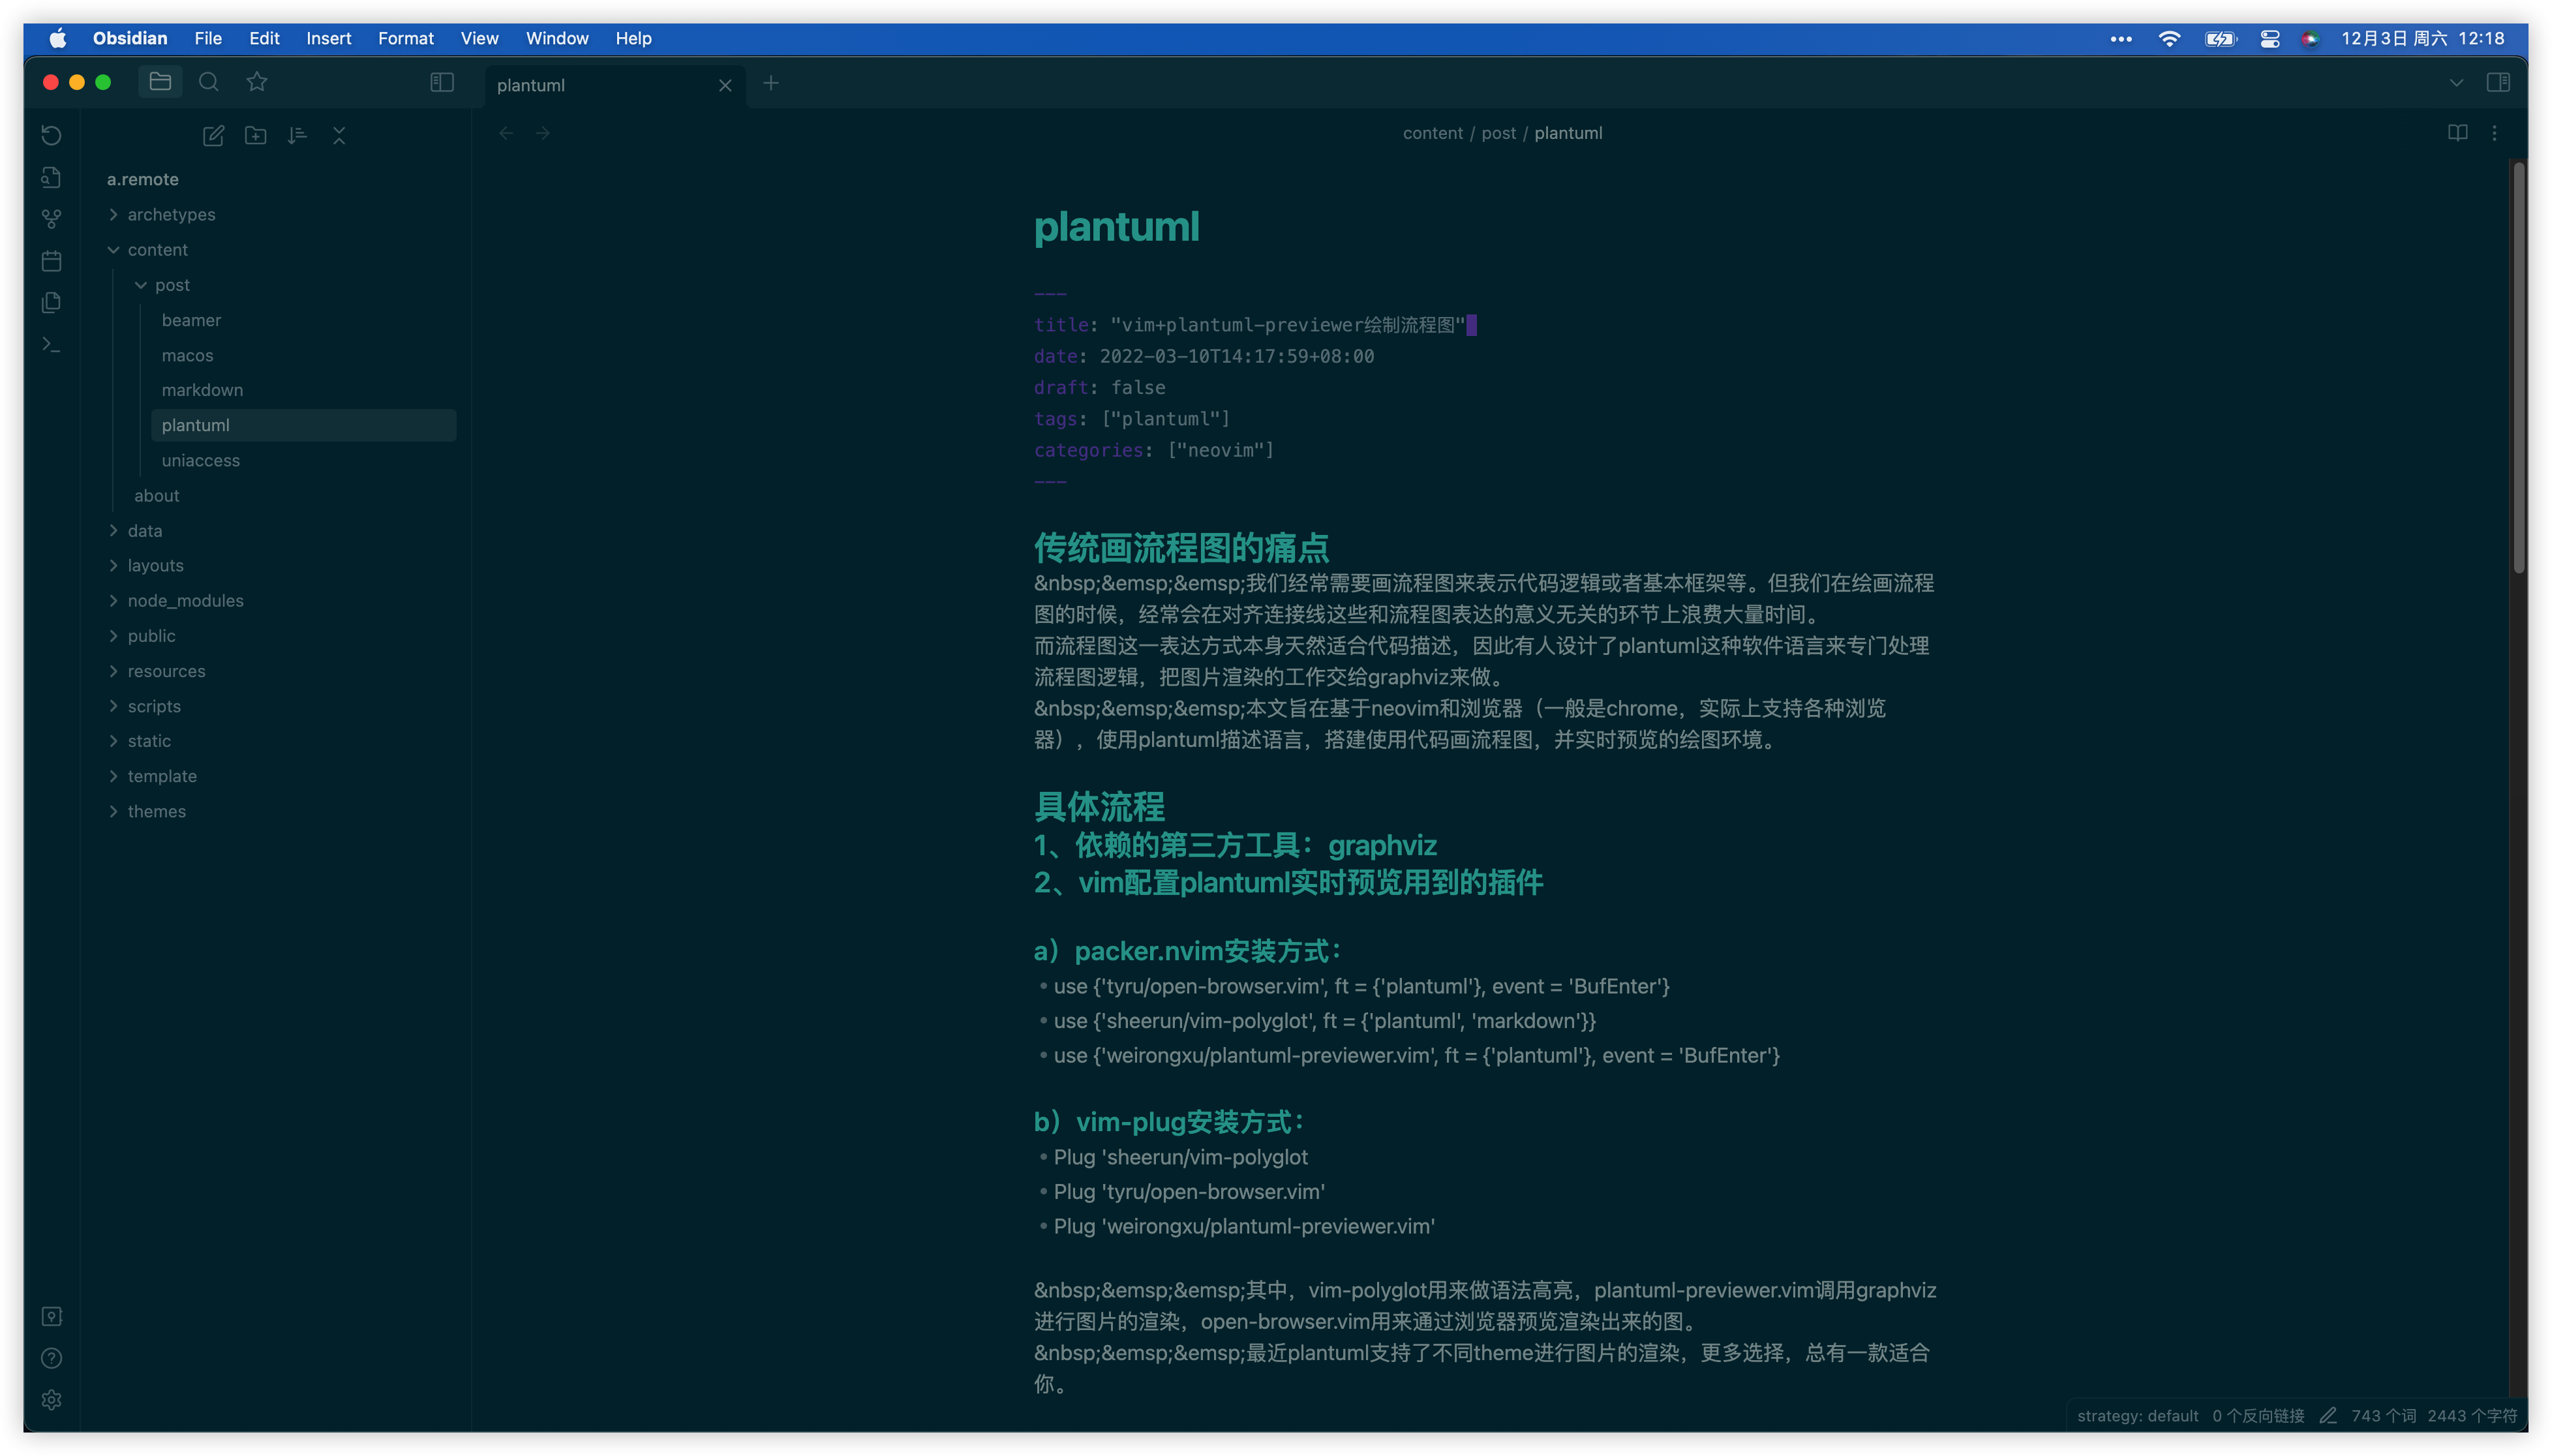 Obsidian File Edit Insert Format View Window Help 12月3日 周六 12:18
plantuml
content / post / plantuml
a.remote
archetypes
content
post
beamer
macos
markdown
plantuml
uniaccess
about
data
layouts
node_modules
public
resources
scripts
static
template
themes
plantuml
---
title: "vim+plantuml-previewer绘制流程图"
date: 2022-03-10T14:17:59+08:00
draft: false
tags: ["plantuml"]
categories: ["neovim"]
---
传统画流程图的痛点
&nbsp;&emsp;&emsp;我们经常需要画流程图来表示代码逻辑或者基本框架等。但我们在绘画流程
图的时候，经常会在对齐连接线这些和流程图表达的意义无关的环节上浪费大量时间。
而流程图这一表达方式本身天然适合代码描述，因此有人设计了plantuml这种软件语言来专门处理
流程图逻辑，把图片渲染的工作交给graphviz来做。
&nbsp;&emsp;&emsp;本文旨在基于neovim和浏览器（一般是chrome，实际上支持各种浏览
器），使用plantuml描述语言，搭建使用代码画流程图，并实时预览的绘图环境。
具体流程
1、依赖的第三方工具：graphviz
2、vim配置plantuml实时预览用到的插件
a）packer.nvim安装方式：
• use {'tyru/open-browser.vim', ft = {'plantuml'}, event = 'BufEnter'}
• use {'sheerun/vim-polyglot', ft = {'plantuml', 'markdown'}}
• use {'weirongxu/plantuml-previewer.vim', ft = {'plantuml'}, event = 'BufEnter'}
b）vim-plug安装方式：
• Plug 'sheerun/vim-polyglot
• Plug 'tyru/open-browser.vim'
• Plug 'weirongxu/plantuml-previewer.vim'
&nbsp;&emsp;&emsp;其中，vim-polyglot用来做语法高亮，plantuml-previewer.vim调用graphviz
进行图片的渲染，open-browser.vim用来通过浏览器预览渲染出来的图。
&nbsp;&emsp;&emsp;最近plantuml支持了不同theme进行图片的渲染，更多选择，总有一款适合
你。
strategy: default 0 个反向链接 743 个词 2443 个字符